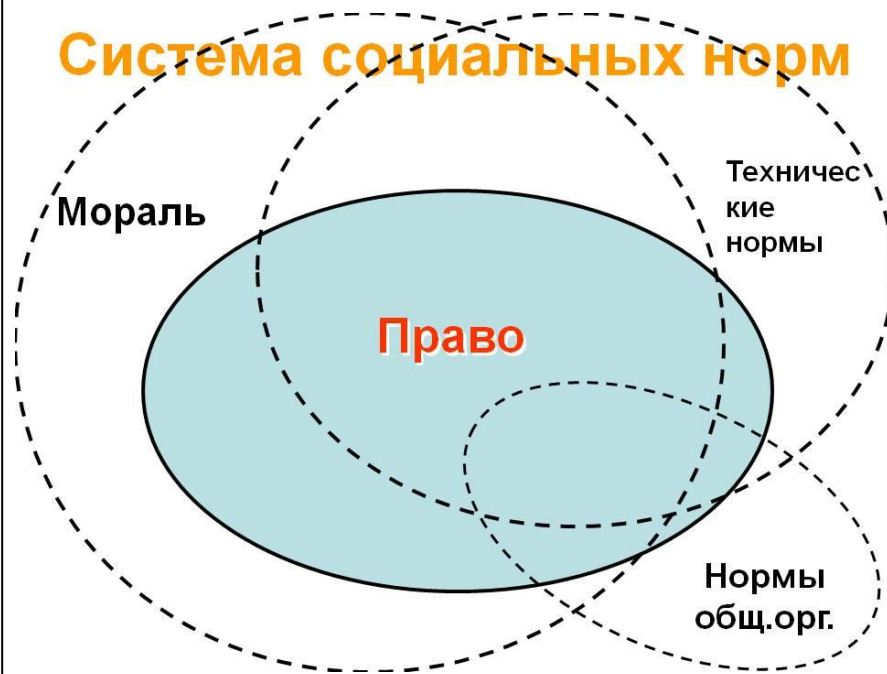 Система социальных норм
Мораль
Техничес
кие
нормы
Право
Нормы
общ.орг.